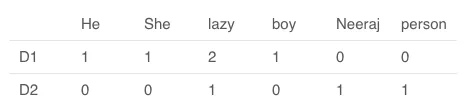 He She lazy boy Neeraj person
D1 1 1 2 1 0 0
D2 0 0 1 0 1 1